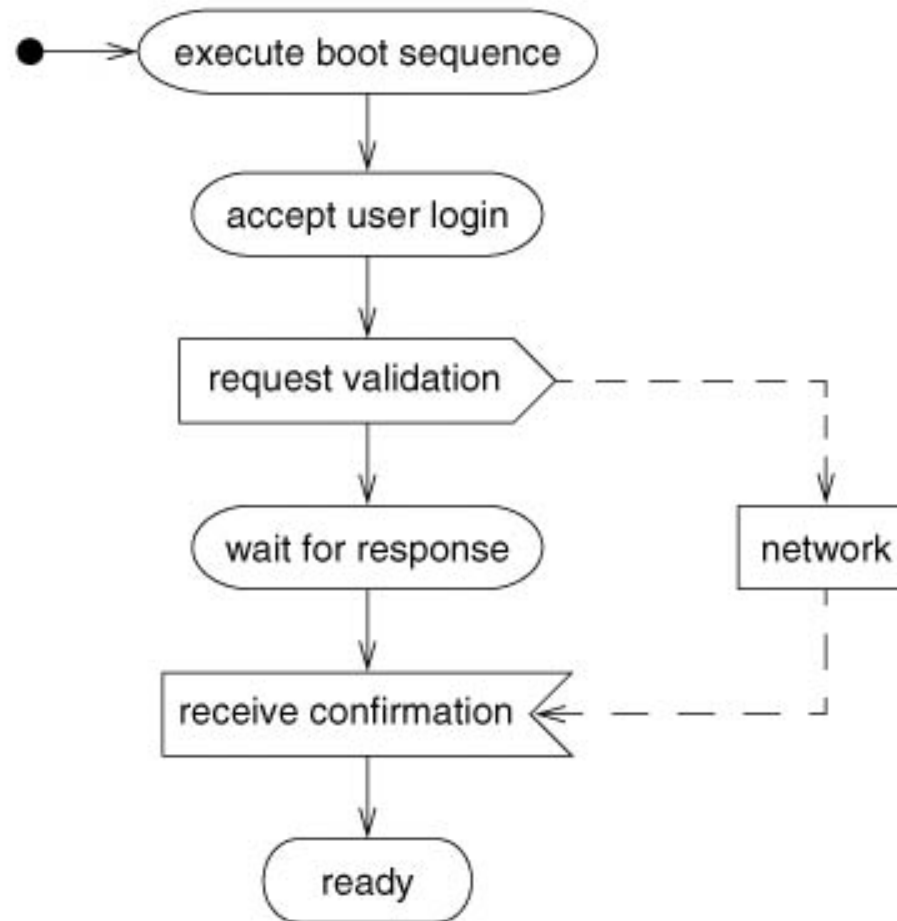 execute boot sequence
accept user login
request validation
wait for response
network
receive confirmation
ready